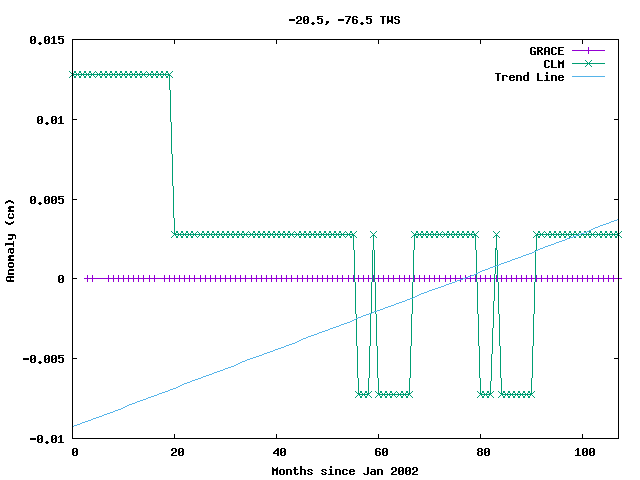 -20.5, -76.5 TWS
GRACE
CLM
Trend Line
0.015
0.01
0.005
0
-0.005
-0.01
Anomaly (cm)
0 20 40 60 80 100
Months since Jan 2002